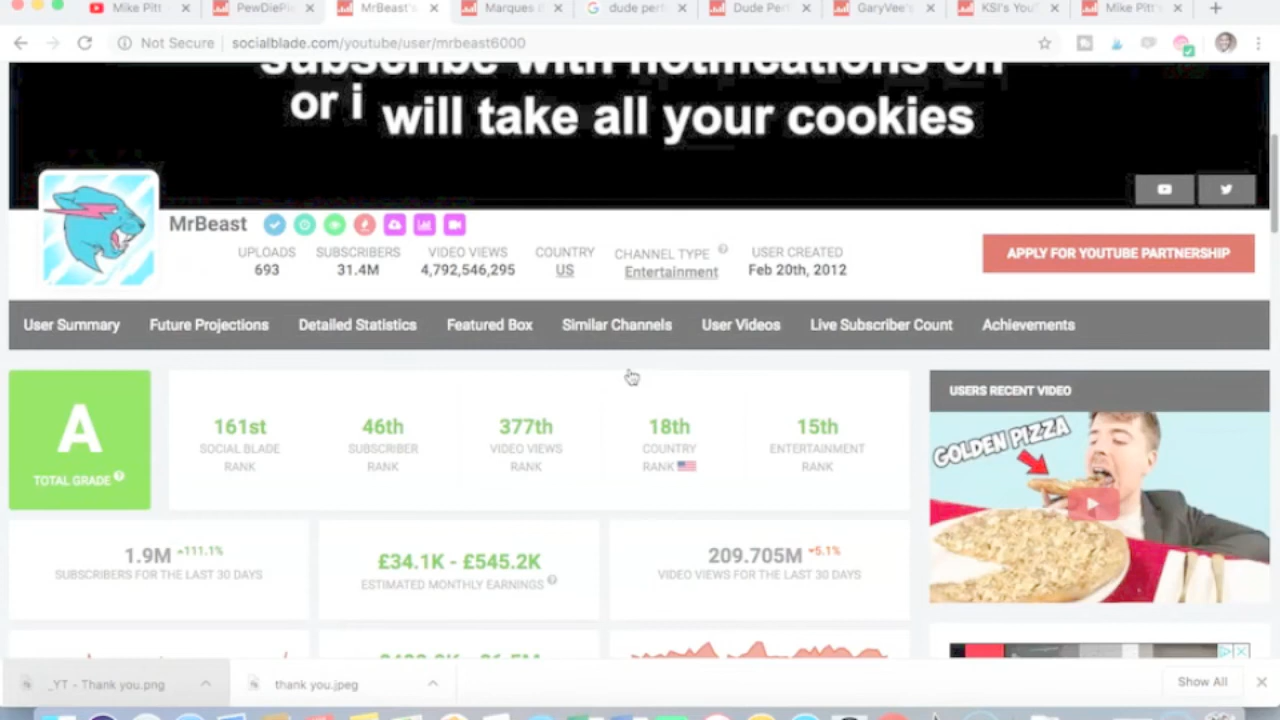 Mike Pitt
PewDiePi
MrBeast's
Marques
dude perf
Dude Perf
GaryVee's
KSI's YouT
Mike Pitt's
Not Secure
socialblade.com/youtube/user/mrbeast6000
subscribe with notifications on
or i will take all your cookies
MrBeast
UPLOADS SUBSCRIBERS VIDEO VIEWS COUNTRY CHANNEL TYPE USER CREATED
693 31.4M 4,792,546,295 US Entertainment Feb 20th, 2012
APPLY FOR YOUTUBE PARTNERSHIP
User Summary Future Projections Detailed Statistics Featured Box Similar Channels User Videos Live Subscriber Count Achievements
A
TOTAL GRADE
161st
SOCIAL BLADE
RANK
46th
SUBSCRIBER
RANK
377th
VIDEO VIEWS
RANK
18th
COUNTRY
RANK
15th
ENTERTAINMENT
RANK
USERS RECENT VIDEO
GOLDEN PIZZA
1.9M 111.1%
SUBSCRIBERS FOR THE LAST 30 DAYS
£34.1K - £545.2K
ESTIMATED MONTHLY EARNINGS
209.705M 5.1%
VIDEO VIEWS FOR THE LAST 30 DAYS
_YT - Thank you.png
thank you.jpeg
Show All